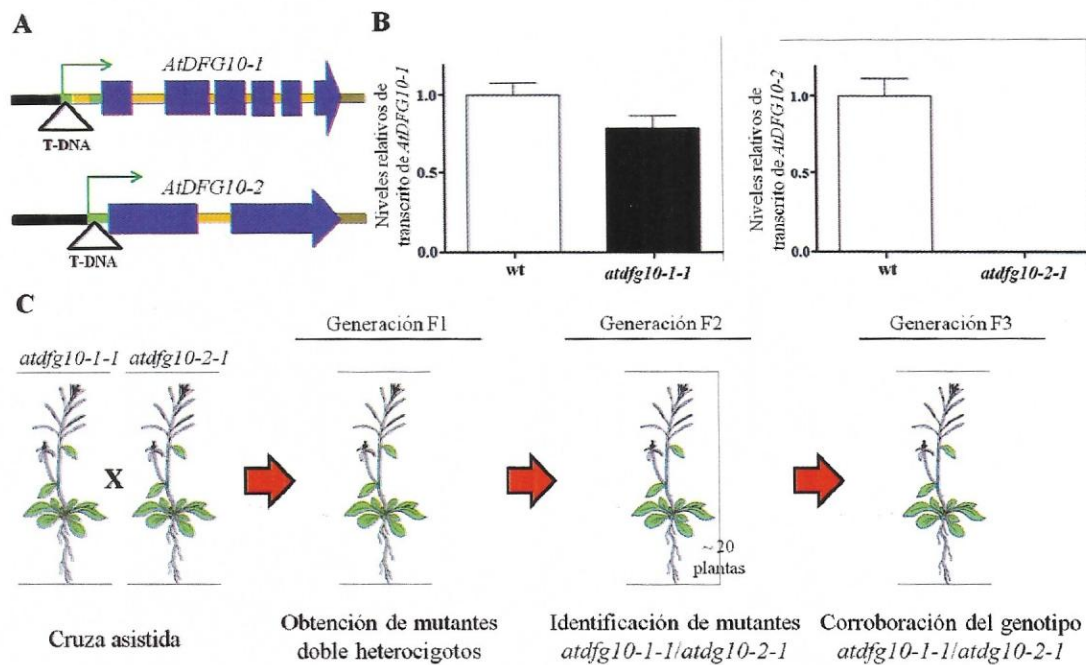 A
AtDFG10-1
T-DNA
AtDFG10-2
T-DNA
B
Niveles relativos de
transcrito de AtDFG10-1
1.0
0.5
0.0
wt
atdfg10-1-1
Niveles relativos de
transcrito de AtDFG10-2
1.0
0.5
0.0
wt
atdfg10-2-1
C
atdfg10-1-1 atdfg10-2-1
X
Cruza asistida
Generación F1
Obtención de mutantes
doble heterocigotos
Generación F2
~20
plantas
Identificación de mutantes
atdfg10-1-1/atdg10-2-1
Generación F3
Corroboración del genotipo
atdfg10-1-1/atdg10-2-1